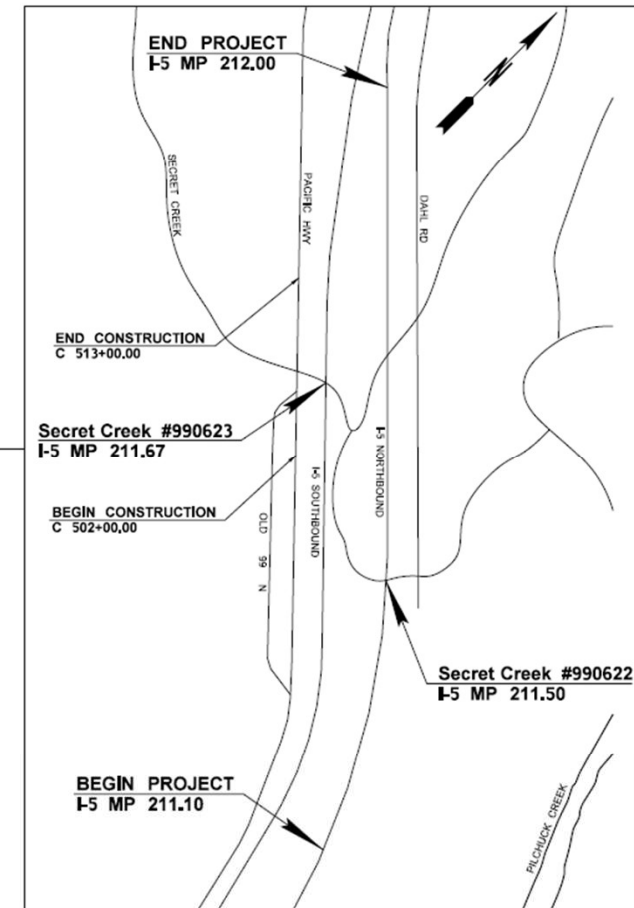 END PROJECT
I-5 MP 212.00
N
SECRET CREEK
PACIFIC HWY
DAHL RD
END CONSTRUCTION
C 513+00.00
Secret Creek #990623
I-5 MP 211.67
BEGIN CONSTRUCTION
C 502+00.00
OLD 99 N
I-5 SOUTHBOUND
I-5 NORTHBOUND
Secret Creek #990622
I-5 MP 211.50
BEGIN PROJECT
I-5 MP 211.10
PILCHUCK CREEK